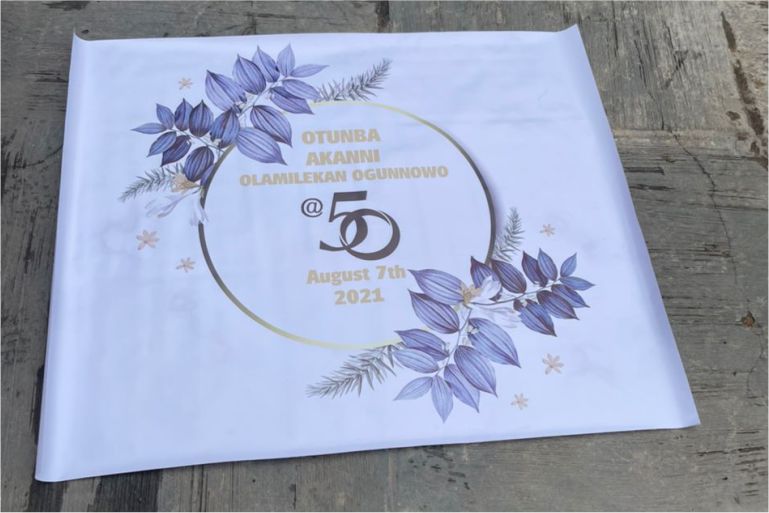 OTUNBA
AKANNI
OLAMILEKAN OGUNNOWO
@50
August 7th
2021